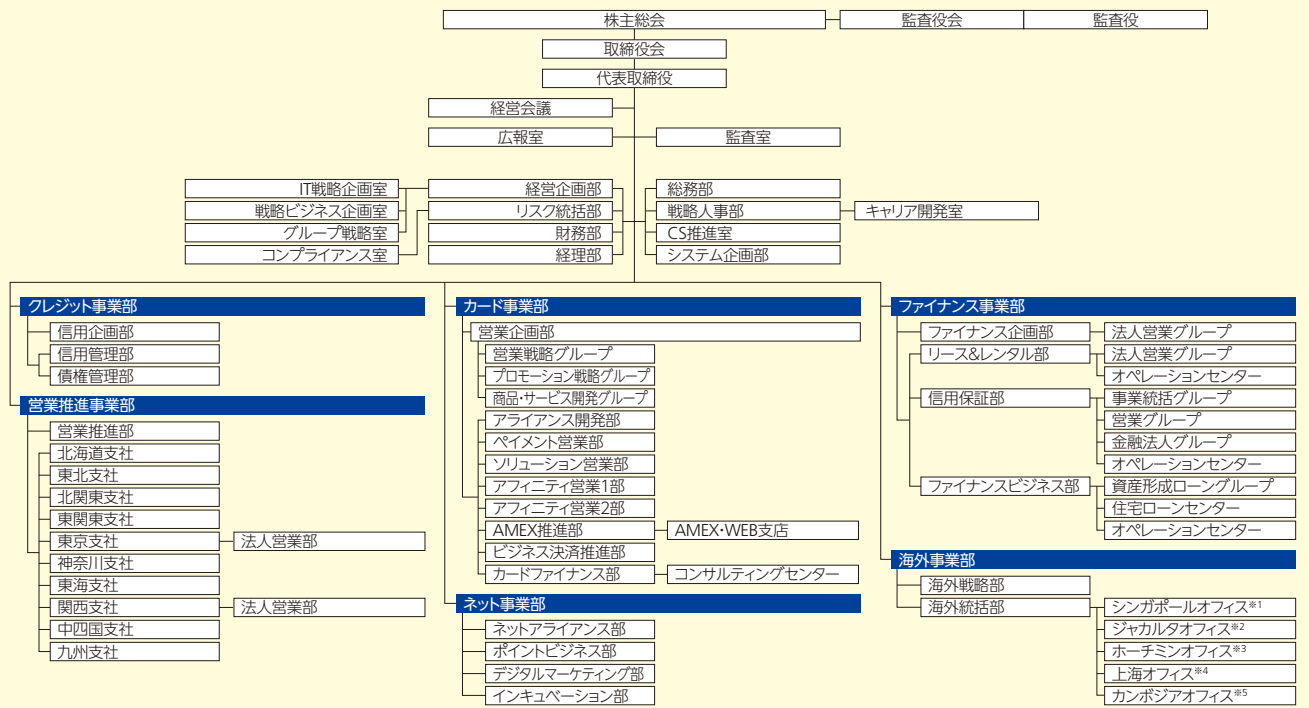 株主総会
監査役会
監査役
取締役会
代表取締役
経営会議
広報室
監査室
IT戦略企画室
戦略ビジネス企画室
グループ戦略室
コンプライアンス室
経営企画部
リスク統括部
財務部
経理部
総務部
戦略人事部
CS推進室
システム企画部
キャリア開発室
クレジット事業部
信用企画部
信用管理部
債権管理部
営業推進事業部
営業推進部
北海道支社
東北支社
北関東支社
東関東支社
東京支社
法人営業部
神奈川支社
東海支社
関西支社
法人営業部
中四国支社
九州支社
カード事業部
営業企画部
営業戦略グループ
プロモーション戦略グループ
商品・サービス開発グループ
アライアンス開発部
ペイメント営業部
ソリューション営業部
アフィニティ営業1部
アフィニティ営業2部
AMEX推進部
AMEX・WEB支店
ビジネス決済推進部
カードファイナンス部
コンサルティングセンター
ネット事業部
ネットアライアンス部
ポイントビジネス部
デジタルマーケティング部
インキュベーション部
ファイナンス事業部
ファイナンス企画部
法人営業グループ
リース&レンタル部
法人営業グループ
オペレーションセンター
信用保証部
事業統括グループ
営業グループ
金融法人グループ
オペレーションセンター
ファイナンスビジネス部
資産形成ローングループ
住宅ローンセンター
オペレーションセンター
海外事業部
海外戦略部
海外統括部
シンガポールオフィス※1
ジャカルタオフィス※2
ホーチミンオフィス※3
上海オフィス※4
カンボジアオフィス※5